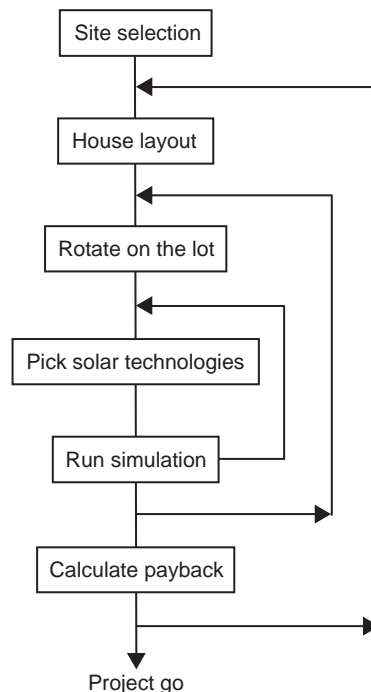 Site selection
House layout
Rotate on the lot
Pick solar technologies
Run simulation
Calculate payback
Project go